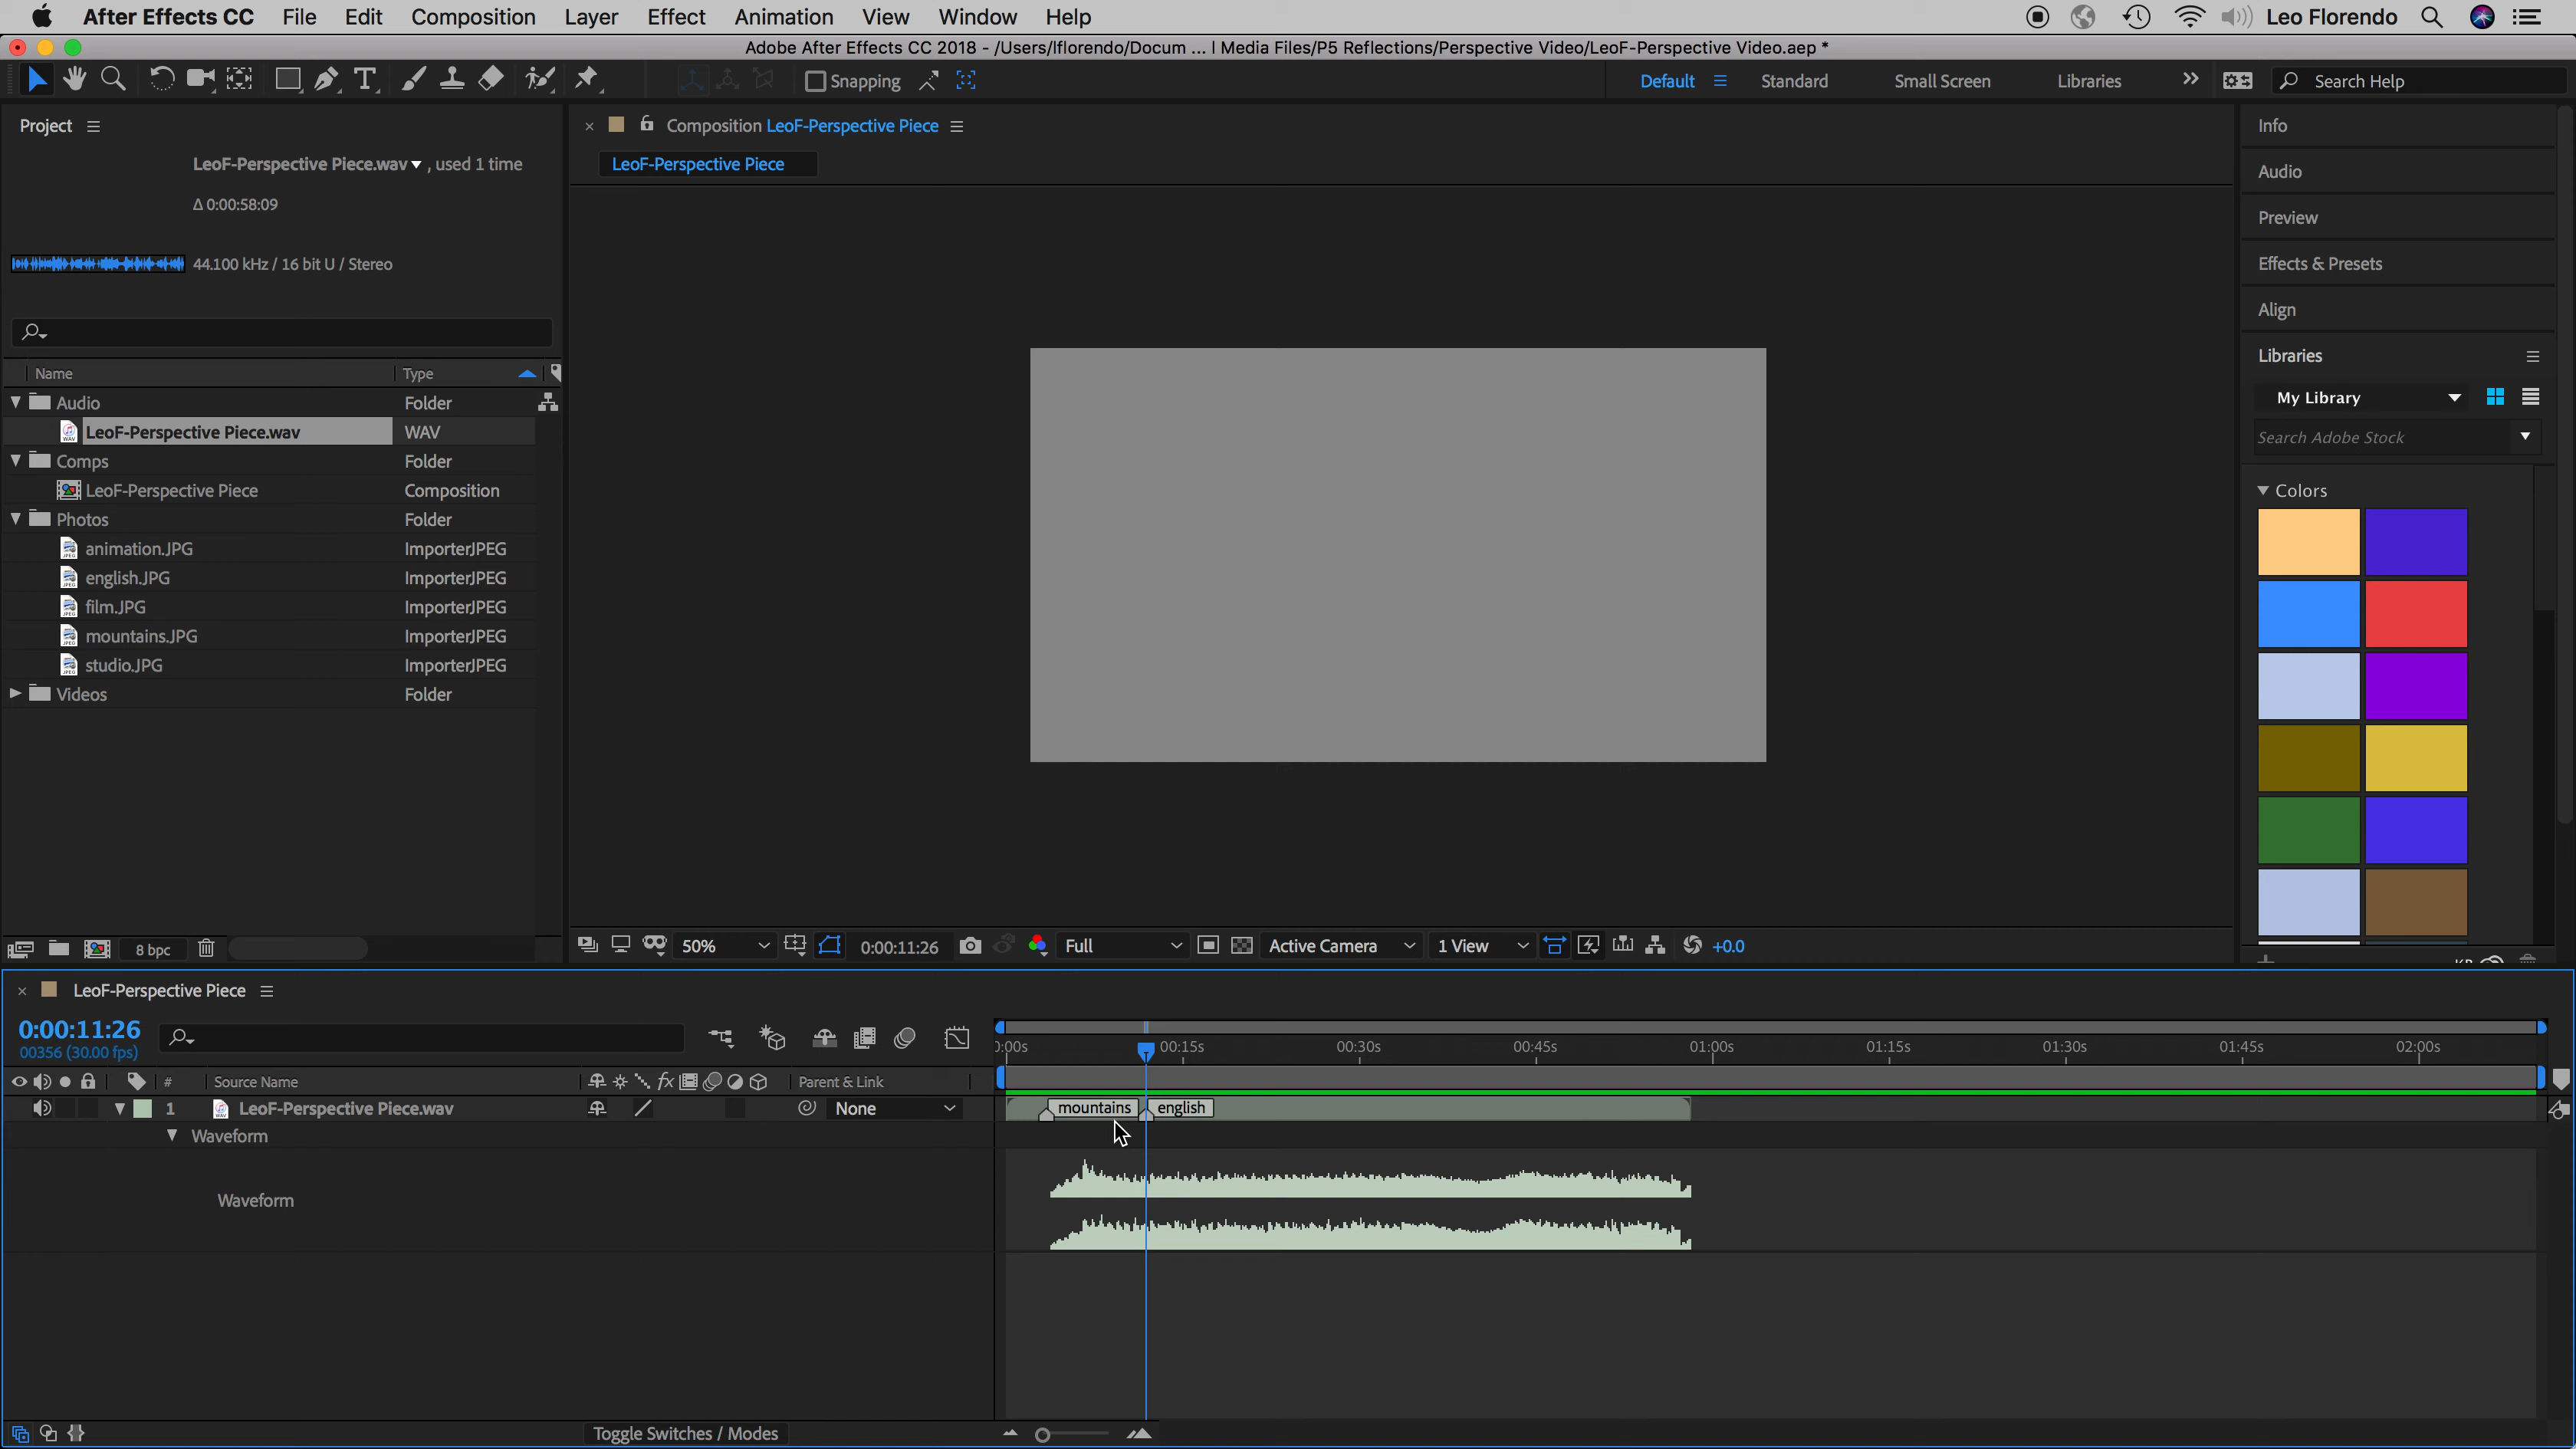 After Effects CC File Edit Composition Layer Effect Animation View Window Help Leo Florendo
Adobe After Effects CC 2018 - /Users/lflorendo/Docum ... l Media Files/P5 Reflections/Perspective Video/LeoF-Perspective Video.aep *
Snapping Default Standard Small Screen Libraries Search Help
Project
LeoF-Perspective Piece.wav , used 1 time
Δ 0:00:58:09
44.100 kHz / 16 bit U / Stereo
Name Type
Audio Folder
LeoF-Perspective Piece.wav WAV
Comps Folder
LeoF-Perspective Piece Composition
Photos Folder
animation.JPG ImporterJPEG
english.JPG ImporterJPEG
film.JPG ImporterJPEG
mountains.JPG ImporterJPEG
studio.JPG ImporterJPEG
Videos Folder
8 bpc
Composition LeoF-Perspective Piece
LeoF-Perspective Piece
50% 0:00:11:26 Full Active Camera 1 View +0.0
Info
Audio
Preview
Effects & Presets
Align
Libraries
My Library
Search Adobe Stock
Colors
LeoF-Perspective Piece
0:00:11:26
00356 (30.00 fps)
0:00s 00:15s 00:30s 00:45s 01:00s 01:15s 01:30s 01:45s 02:00s
# Source Name fx Parent & Link
1 LeoF-Perspective Piece.wav None mountains english
Waveform
Waveform
Toggle Switches / Modes